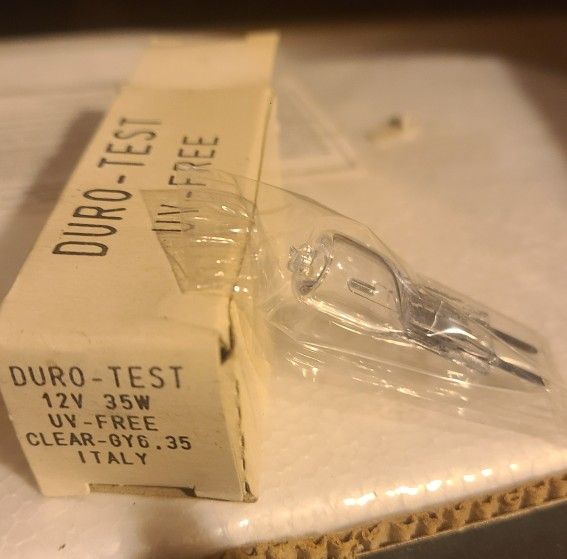 DURO-TEST
UV-FREE
DURO-TEST
12V 35W
UV-FREE
CLEAR-GY6.35
ITALY